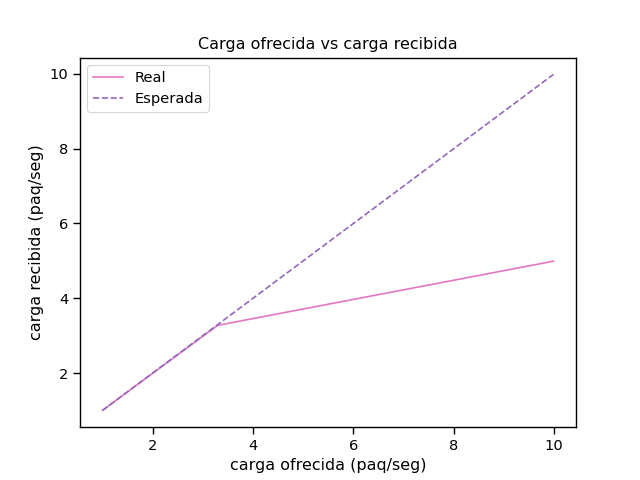 Carga ofrecida vs carga recibida
Real
Esperada
carga recibida (paq/seg)
10
8
6
4
2
2
4
6
8
10
carga ofrecida (paq/seg)